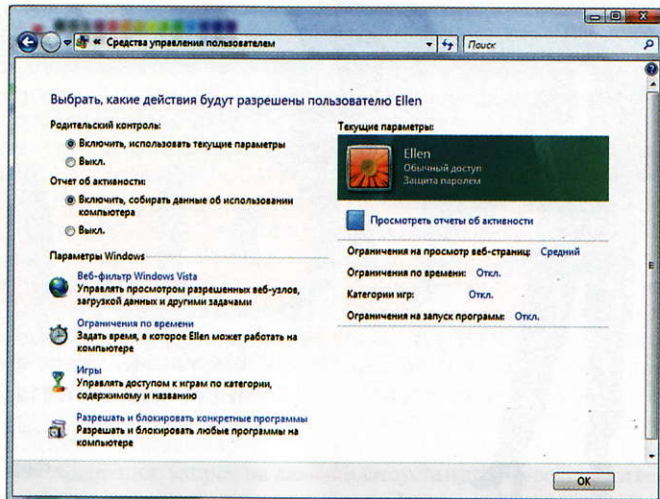 « Средства управления пользователем
Поиск
Выбрать, какие действия будут разрешены пользователю Ellen
Родительский контроль:
Включить, использовать текущие параметры
Выкл.
Отчет об активности:
Включить, собирать данные об использовании
компьютера
Выкл.
Параметры Windows
Веб-фильтр Windows Vista
Управлять просмотром разрешенных веб-узлов,
загрузкой данных и другими задачами
Ограничения по времени
Задать время, в которое Ellen может работать на
компьютере
Игры
Управлять доступом к играм по категории,
содержимому и названию
Разрешать и блокировать конкретные программы
Разрешать и блокировать любые программы на
компьютере
Текущие параметры:
Ellen
Обычный доступ
Защита паролем
Просмотреть отчеты об активности
Ограничения на просмотр веб-страниц: Средний
Ограничения по времени: Откл.
Категории игр: Откл.
Ограничения на запуск программ: Откл.
OK